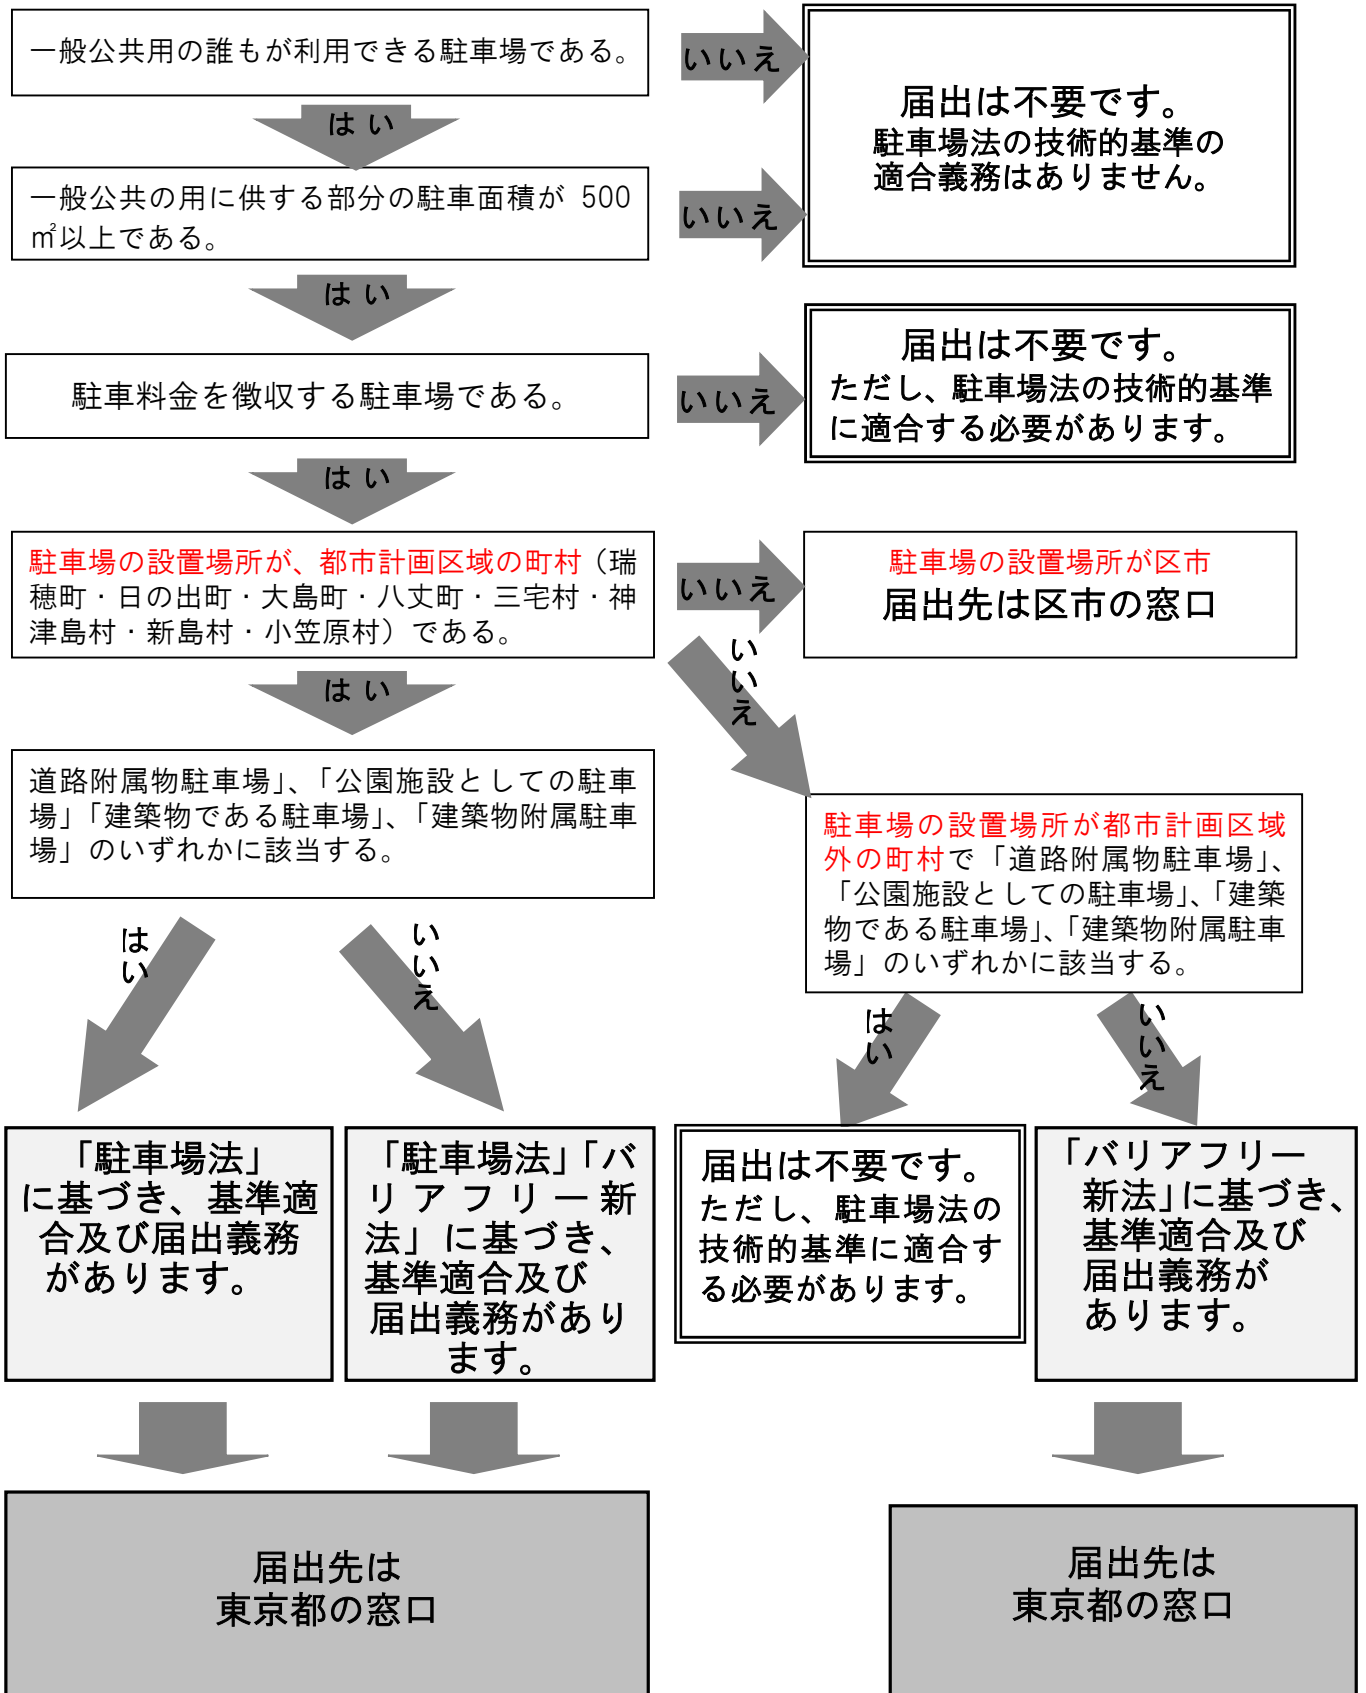 一般公共用の誰もが利用できる駐車場である。
いいえ
届出は不要です。
駐車場法の技術的基準の
適合義務はありません。
はい
一般公共の用に供する部分の駐車面積が 500
㎡以上である。
いいえ
はい
駐車料金を徴収する駐車場である。
いいえ
届出は不要です。
ただし、駐車場法の技術的基準
に適合する必要があります。
はい
駐車場の設置場所が、都市計画区域の町村（瑞
穂町・日の出町・大島町・八丈町・三宅村・神
津島村・新島村・小笠原村）である。
いいえ
駐車場の設置場所が区市
届出先は区市の窓口
いいえ
はい
道路附属物駐車場」、「公園施設としての駐車
場」「建築物である駐車場」、「建築物附属駐車
場」のいずれかに該当する。
駐車場の設置場所が都市計画区域
外の町村で「道路附属物駐車場」、
「公園施設としての駐車場」、「建築
物である駐車場」、「建築物附属駐車
場」のいずれかに該当する。
はい
いいえ
はい
いいえ
「駐車場法」
に基づき、基準適
合及び届出義務
があります。
「駐車場法」「バ
リアフリー新
法」に基づき、
基準適合及び
届出義務があり
ます。
届出は不要です。
ただし、駐車場法の
技術的基準に適合す
る必要があります。
「バリアフリー
新法」に基づき、
基準適合及び
届出義務が
あります。
届出先は
東京都の窓口
届出先は
東京都の窓口